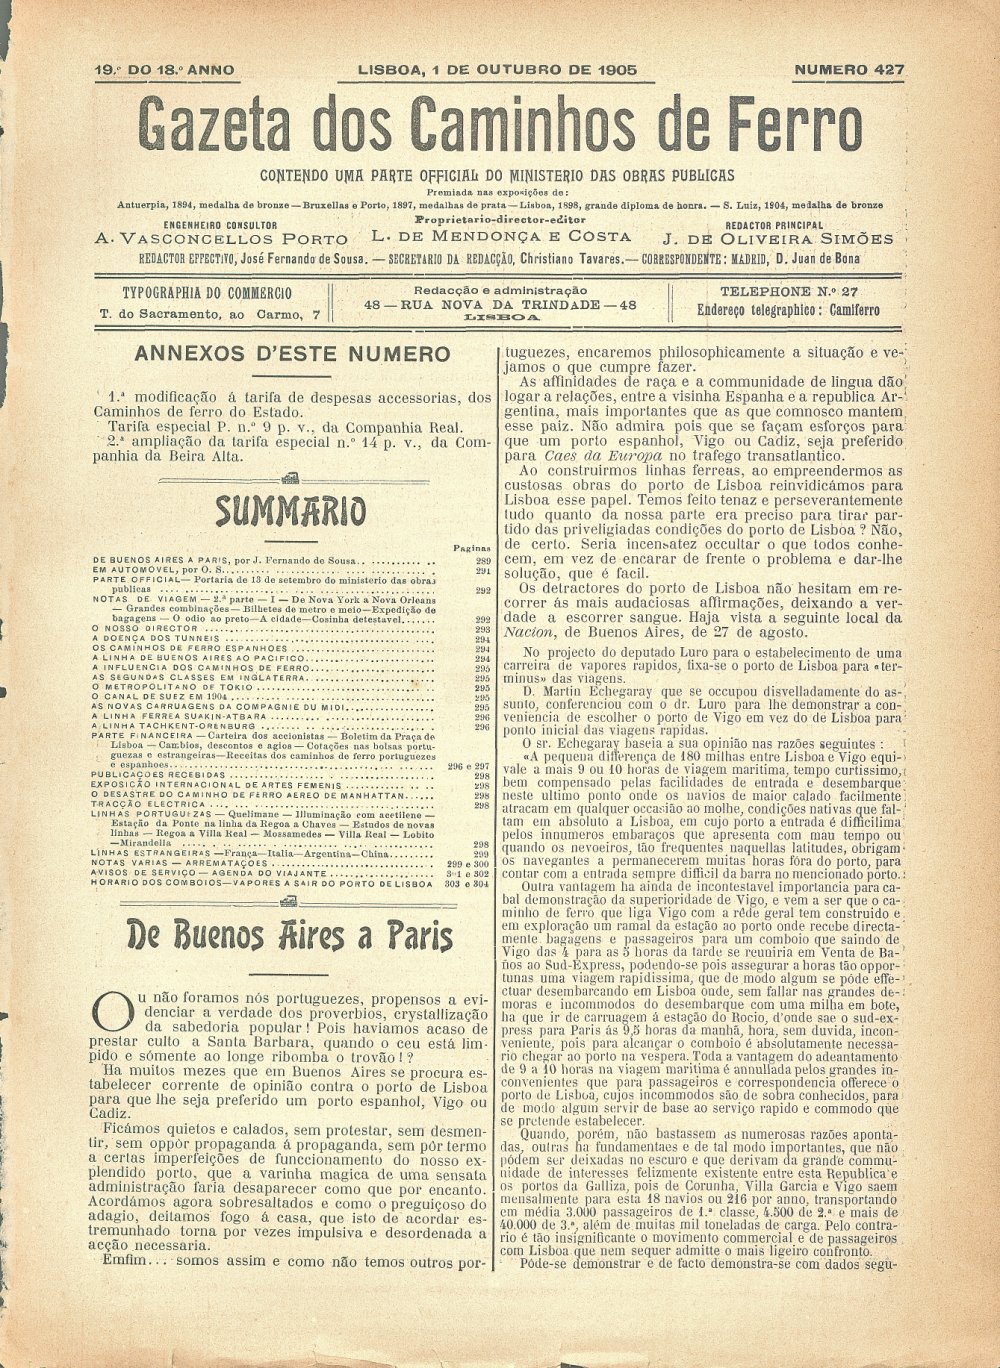 19.º DO 18.º ANNO
LISBOA, 1 DE OUTUBRO DE 1905
NUMERO 427
Gazeta dos Caminhos de Ferro
CONTENDO UMA PARTE OFFICIAL DO MINISTERIO DAS OBRAS PUBLICAS
Premiada nas exposições de:
Antuerpia, 1894, medalha de bronze — Bruxellas e Porto, 1897, medalhas de prata — Lisboa, 1898, grande diploma de honra. — S. Luiz, 1904, medalha de bronze
ENGENHEIRO CONSULTOR
A. VASCONCELLOS PORTO
Proprietario-director-editor
L. DE MENDONÇA E COSTA
REDACTOR PRINCIPAL
J. DE OLIVEIRA SIMÕES
REDACTOR EFFECTIVO, José Fernando de Sousa. — SECRETARIO DA REDACÇÃO, Christiano Tavares. — CORRESPONDENTE: MADRID, D. Juan de Bona
TYPOGRAPHIA DO COMMERCIO
T. do Sacramento, ao Carmo, 7
Redacção e administração
48 — RUA NOVA DA TRINDADE — 48
LISBOA
TELEPHONE N.º 27
Endereço telegraphico: Camiferro
ANNEXOS D'ESTE NUMERO
1.ª modificação á tarifa de despesas accessorias, dos
Caminhos de ferro do Estado.
Tarifa especial P. n.º 9 p. v., da Companhia Real.
2.ª ampliação da tarifa especial n.º 14 p. v., da Com-
panhia da Beira Alta.
SUMMARIO
Paginas
DE BUENOS AIRES A PARIS, por J. Fernando de Sousa.. .......... .. 289
EM AUTOMÓVEL, por O. S.. ................................... 291
PARTE OFFICIAL — Portaria de 13 de setembro do ministerio das obras
publicas ................................................ 292
NOTAS DE VIAGEM — 2.ª parte — I — De Nova York a Nova Orleans
— Grandes combinações — Bilhetes de metro e meio — Expedição de
bagagens — O odio ao preto — A cidade — Cosinha detestavel...... 292
O NOSSO DIRECTOR ......................................... 293
A DOENÇA DOS TUNNEIS ..................................... 294
OS CAMINHOS DE FERRO ESPANHOES ........................... 294
A LINHA DE BUENOS AIRES AO PACIFICO....................... 294
A INFLUENCIA DOS CAMINHOS DE FERRO........................ 295
AS SEGUNDAS CLASSES EM INGLATERRA......................... 295
O METROPOLITANO DE TOKIO ................................. 295
O CANAL DE SUEZ EM 1904 .................................. 295
AS NOVAS CARRUAGENS DA COMPAGNIE DU MIDI.................. 295
A LINHA FERREA SUAKIN-ATBARA ............................. 296
A LINHA TACHKENT-ORENBURG ................................ 296
PARTE FINANCEIRA — Carteira dos accionistas — Boletim da Praça de
Lisboa — Cambios, descontos e agios — Cotações nas bolsas portu-
guezas e estrangeiras — Receitas dos caminhos de ferro portuguezes
e espanhoes.............................................. 296 e 297
PUBLICAÇÕES RECEBIDAS .................................... 298
EXPOSIÇÃO INTERNACIONAL DE ARTES FEMENIS ................. 298
O DESASTRE DO CAMINHO DE FERRO AEREO DE MANHATTAN..... 298
TRACÇÃO ELECTRICA ........................................ 298
LINHAS PORTUGUIZAS — Quelimane — Illuminação com acetilene —
Estação da Ponte na linha da Regoa a Chaves — Estudos de novas
linhas — Regoa a Villa Real — Mossamedes — Villa Real — Lobito
— Mirandella ............................................ 298
LINHAS ESTRANGEIRAS — França — Italia — Argentina — China........ 299
NOTAS VARIAS — ARREMATAÇÕES .............................. 299 e 300
AVISOS DE SERVIÇO — AGENDA DO VIAJANTE ................... 3-1 e 302
HORARIO DOS COMBOIOS — VAPORES A SAIR DO PORTO DE LISBOA 303 e 304
De Buenos Aires a Paris
Ou não foramos nós portuguezes, propensos a evi-
denciar a verdade dos proverbios, crystallização
da sabedoria popular! Pois haviamos acaso de
prestar culto a Santa Barbara, quando o ceu está lim-
pido e sómente ao longe ribomba o trovão!?
Ha muitos mezes que em Buenos Aires se procura es-
tabelecer corrente de opinião contra o porto de Lisboa
para que lhe seja preferido um porto espanhol, Vigo ou
Cadiz.
Ficámos quietos e calados, sem protestar, sem desmen-
tir, sem oppôr propaganda á propaganda, sem pôr termo
a certas imperfeições de funccionamento do nosso ex-
plendido porto, que a varinha magica de uma sensata
administração faria desaparecer como que por encanto.
Acordámos agora sobresaltados e como o preguiçoso do
adagio, deitamos fogo á casa, que isto de acordar es-
tremunhado torna por vezes impulsiva e desordenada a
acção necessaria.
Emfim... somos assim e como não temos outros por-
tuguezes, encaremos philosophicamente a situação e ve-
jamos o que cumpre fazer.
As affinidades de raça e a communidade de lingua dão
logar a relações, entre a visinha Espanha e a republica Ar-
gentina, mais importantes que as que comnosco mantem
esse paiz. Não admira pois que se façam esforços para
que um porto espanhol, Vigo ou Cadiz, seja preferido
para Caes da Europa no trafego transatlantico.
Ao construirmos linhas ferreas, ao empreendermos as
custosas obras do porto de Lisboa reinvidicámos para
Lisboa esse papel. Temos feito tenaz e perseverantemente
tudo quanto da nossa parte era preciso para tirar par-
tido das priveligiadas condições do porto de Lisboa? Não,
de certo. Seria incensatez occultar o que todos conhe-
cem, em vez de encarar de frente o problema e dar-lhe
solução, que é facil.
Os detractores do porto de Lisboa não hesitam em re-
correr ás mais audaciosas affirmações, deixando a ver-
dade a escorrer sangue. Haja vista a seguinte local da
Nacion, de Buenos Aires, de 27 de agosto.
No projecto do deputado Luro para o estabelecimento de uma
carreira de vapores rapidos, fixa-se o porto de Lisboa para «ter-
minus» das viagens.
D. Martin Echegaray que se occupou disvelladamente do as-
sunto, conferenciou com o dr. Luro para lhe demonstrar a con-
veniencia de escolher o porto de Vigo em vez do de Lisboa para
ponto inicial das viagens rapidas.
O sr. Echegaray baseia a sua opinião nas razões seguintes:
«A pequena differença de 180 milhas entre Lisboa e Vigo equi-
vale a mais 9 ou 10 horas de viagem maritima, tempo curtissimo,
bem compensado pelas facilidades de entrada e desembarque
neste ultimo ponto onde os navios de maior calado facilmente
atracam em qualquer occasião ao molhe, condições nativas que fal-
tam em absoluto a Lisboa, em cujo porto a entrada é difficilima
pelos innumeros embaraços que apresenta com mau tempo ou
quando os nevoeiros, tão frequentes naquellas latitudes, obrigam
os navegantes a permanecerem muitas horas fóra do porto, para
contar com a entrada sempre difficil da barra no mencionado porto.
Outra vantagem ha ainda de incontestavel importancia para ca-
bal demonstração da superioridade de Vigo, e vem a ser que o ca-
minho de ferro que liga Vigo com a rêde geral tem construido e
em exploração um ramal da estação ao porto onde recebe directa-
mente bagagens e passageiros para um comboio que saindo de
Vigo das 4 para as 5 horas da tarde se reuniria em Venta de Ba-
ños ao Sud-Express, podendo-se pois assegurar a horas tão oppor-
tunas uma viagem rapidissima, que de modo algum se póde effe-
ctuar desembarcando em Lisboa onde, sem fallar nas grandes de-
moras e incommodos do desembarque com uma milha em bote,
ha que ir de carruagem á estação do Rocio, d'onde sae o sud-ex-
press para Paris ás 9,5 horas da manhã, hora, sem duvida, incon-
veniente, pois para alcançar o comboio é absolutamente necessa-
rio chegar ao porto na vespera. Toda a vantagem do adeantamento
de 9 a 10 horas na viagem maritima é annullada pelos grandes in-
convenientes que para passageiros e correspondencia offerece o
porto de Lisboa, cujos incommodos são de sobra conhecidos, para
de modo algum servir de base ao serviço rapido e commodo que
se pretende estabelecer.
Quando, porém, não bastassem as numerosas razões aponta-
das, outras ha fundamentaes e de tal modo importantes, que não
pódem ser deixadas no escuro e que derivam da grande commu-
nidade de interesses felizmente existente entre esta Republica e
os portos da Galliza, pois de Corunha, Villa Garcia e Vigo saem
mensalmente para esta 18 navios ou 216 por anno, transportando
em média 3.000 passageiros de 1.ª classe, 4.500 de 2.ª e mais de
40.000 de 3.ª, além de muitas mil toneladas de carga. Pelo contra-
rio é tão insignificante o movimento commercial e de passageiros
com Lisboa que nem sequer admitte o mais ligeiro confronto.
Póde-se demonstrar e de facto demonstra-se com dados segu-